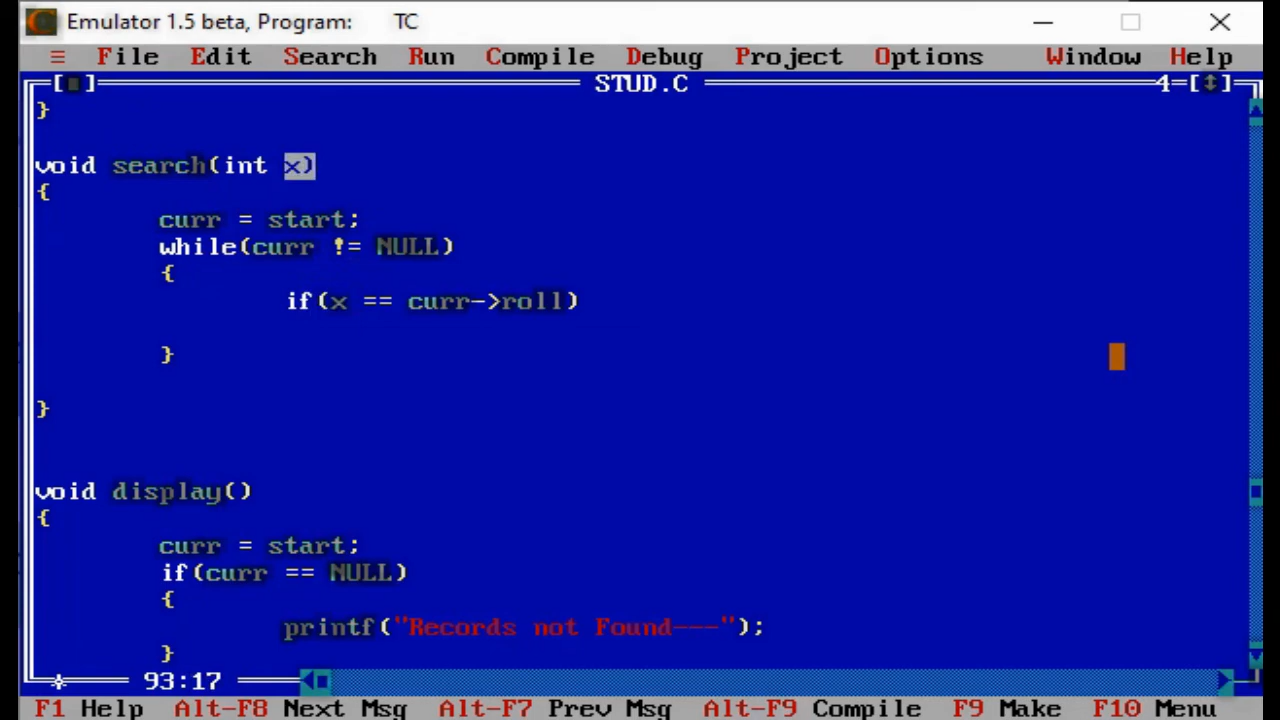 Emulator 1.5 beta, Program: TC
≡ File Edit Search Run Compile Debug Project Options Window Help
[■] STUD.C 4=[↕]
}
void search(int x)
{
curr = start;
while(curr != NULL)
{
if(x == curr->roll)
}
}
void display()
{
curr = start;
if(curr == NULL)
{
printf("Records not Found---");
}
93:17
F1 Help Alt-F8 Next Msg Alt-F7 Prev Msg Alt-F9 Compile F9 Make F10 Menu